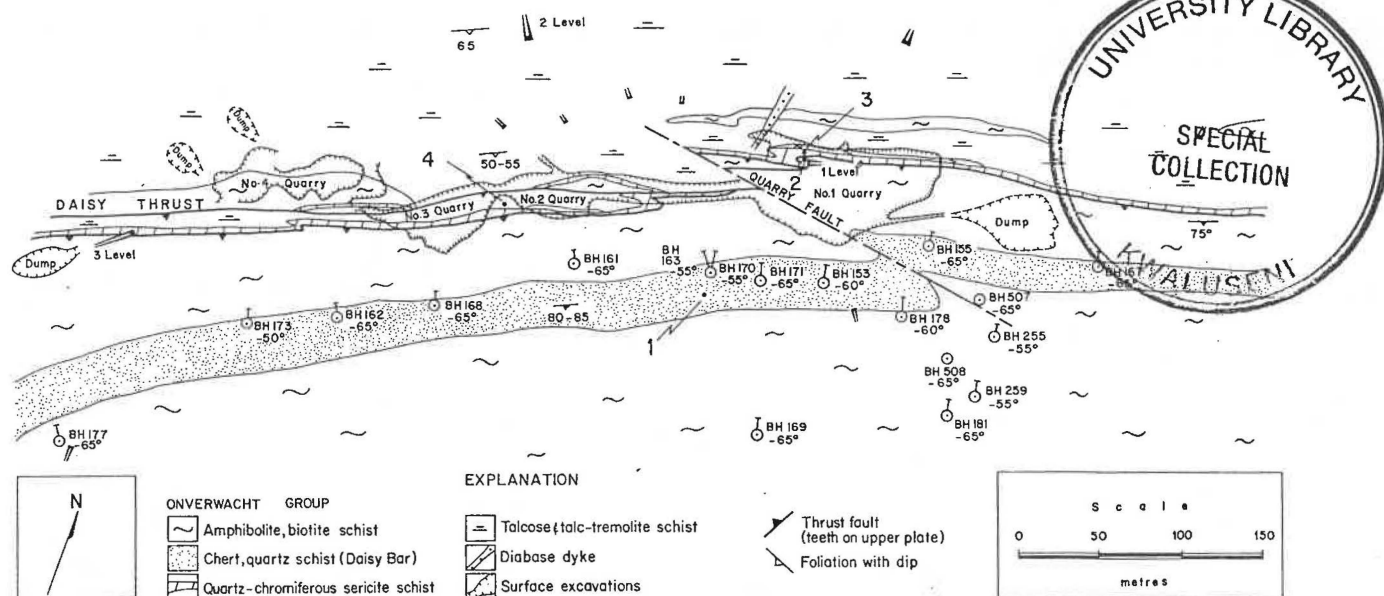 2 Level
65
UNIVERSITY LIBRARY
SPECIAL
COLLECTION
KWALUSENI
Dump
Dump
No.4 Quarry
4
50-55
3
1 Level
2
No.1 Quarry
QUARRY FAULT
DAISY THRUST
No.3 Quarry
No.2 Quarry
Dump
75°
Dump
3 Level
BH 161
-65°
BH
163
-55°
BH 170
-55°
BH 171
-65°
BH 153
-60°
BH 155
-65°
BH 167
-65°
BH 173
-50°
BH 162
-65°
BH 168
-65°
80-85
1
BH 178
-60°
BH 507
-65°
BH 255
-55°
BH 508
-65°
BH 259
-55°
BH 181
-65°
BH 177
-65°
BH 169
-65°
N
EXPLANATION
ONVERWACHT GROUP
Amphibolite, biotite schist
Chert, quartz schist (Daisy Bar)
Quartz-chromiferous sericite schist
Talcose & talc-tremolite schist
Diabase dyke
Surface excavations
Thrust fault
(teeth on upper plate)
Foliation with dip
Scale
0 50 100 150
metres